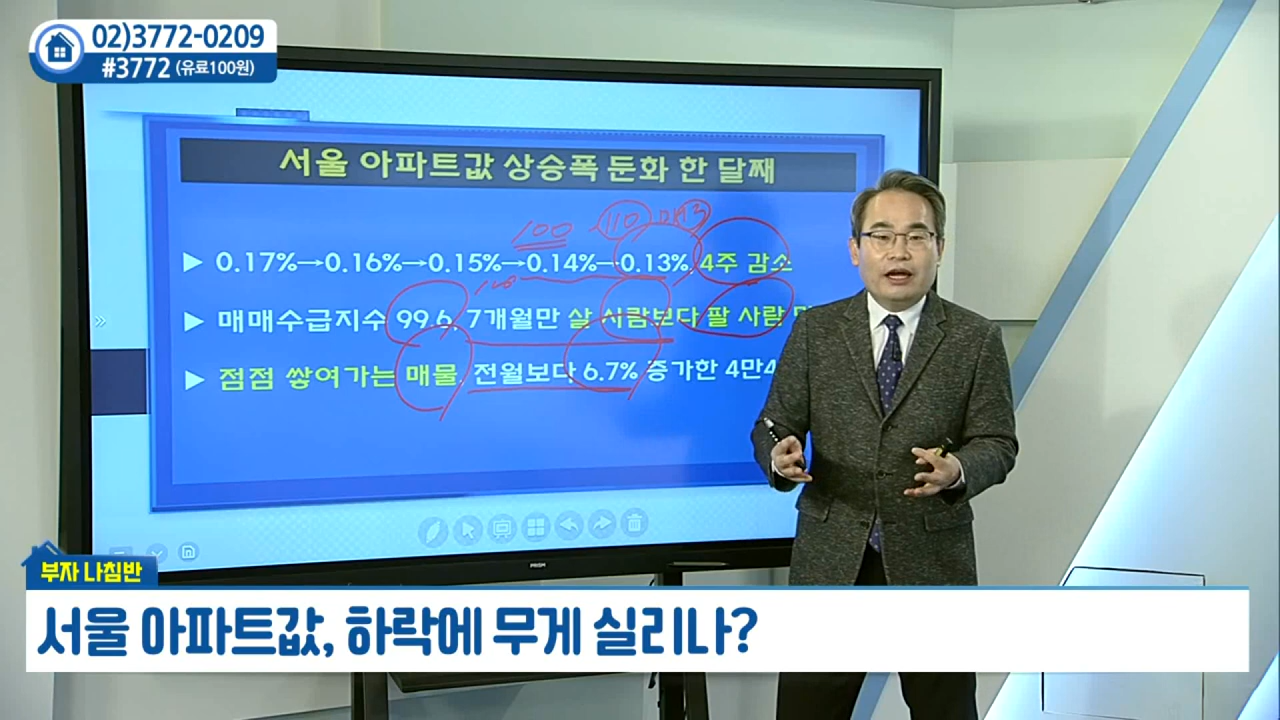 02)3772-0209
#3772 (유료100원)
서울 아파트값 상승폭 둔화 한 달째
100 110
▶ 0.17%→0.16%→0.15%→0.14%→0.13%, 4주 감소
▶ 매매수급지수 99.6, 7개월만 살 사람보다 팔 사람
▶ 점점 쌓여가는 매물, 전월보다 6.7% 증가한 4만4
PRISM
부자 나침반
서울 아파트값, 하락에 무게 실리나?